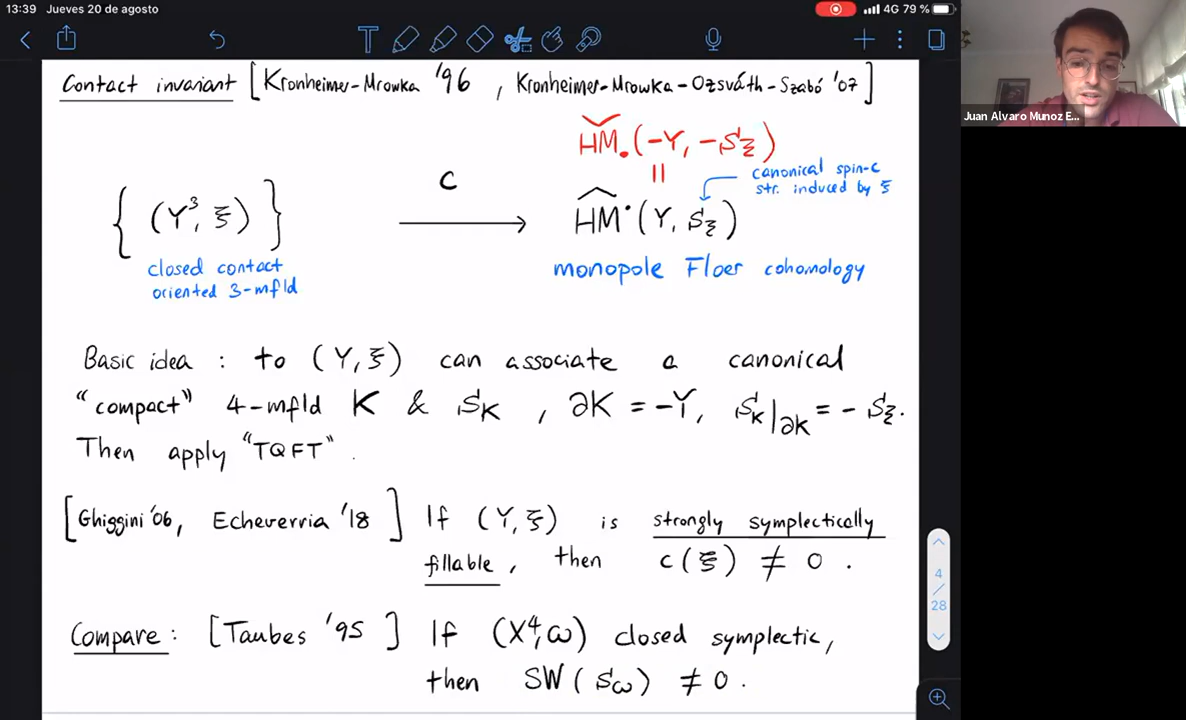 13:39 Jueves 20 de agosto
4G 79 %
Contact invariant [Kronheimer-Mrowka '96 , Kronheimer-Mrowka-Ozsváth-Szabó '07]
HM.(-Y, -Sξ)
||
canonical spin-c
str. induced by ξ
C
{ (Y³, ξ) }
HM•(Y, Sξ)
closed contact
oriented 3-mfld
monopole Floer cohomology
Basic idea : to (Y, ξ) can associate a canonical
"compact" 4-mfld K & SK , ∂K = -Y, SK|∂K = - Sξ.
Then apply "TQFT" .
[Ghiggini '06, Echeverria '18] If (Y, ξ) is strongly symplectically
fillable, then c(ξ) ≠ 0 .
Compare : [Taubes '95] If (X⁴, ω) closed symplectic,
then SW(Sω) ≠ 0 .
Juan Alvaro Munoz E...
4
/
28